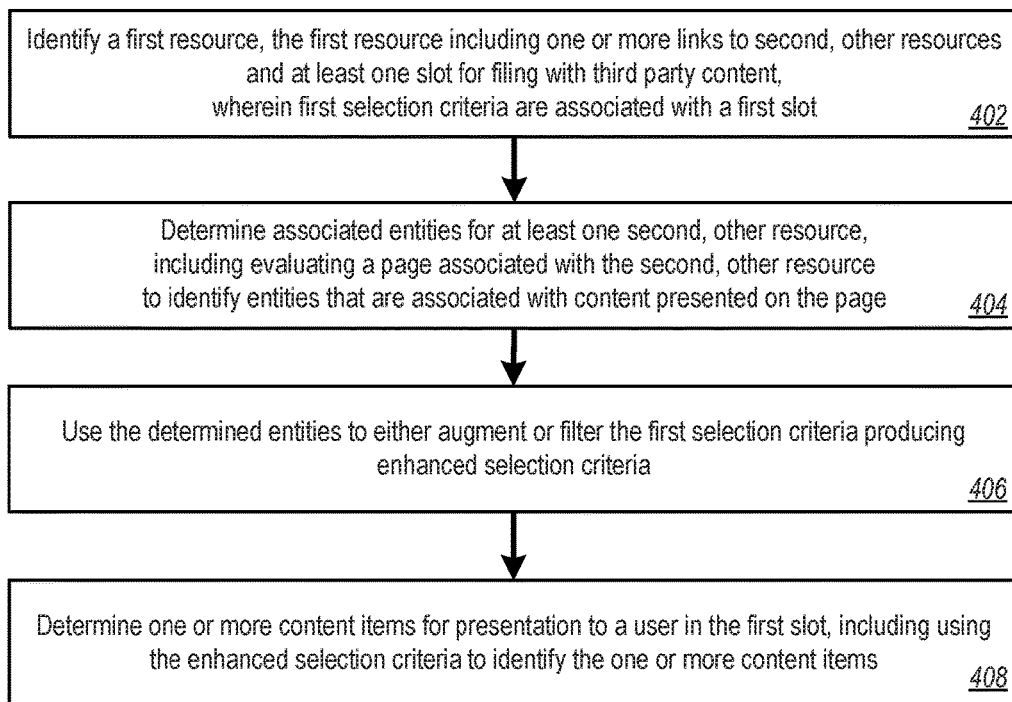 Identify a first resource, the first resource including one or more links to second, other resources
and at least one slot for filing with third party content,
wherein first selection criteria are associated with a first slot
402
Determine associated entities for at least one second, other resource,
including evaluating a page associated with the second, other resource
to identify entities that are associated with content presented on the page
404
Use the determined entities to either augment or filter the first selection criteria producing
enhanced selection criteria
406
Determine one or more content items for presentation to a user in the first slot, including using
the enhanced selection criteria to identify the one or more content items
408